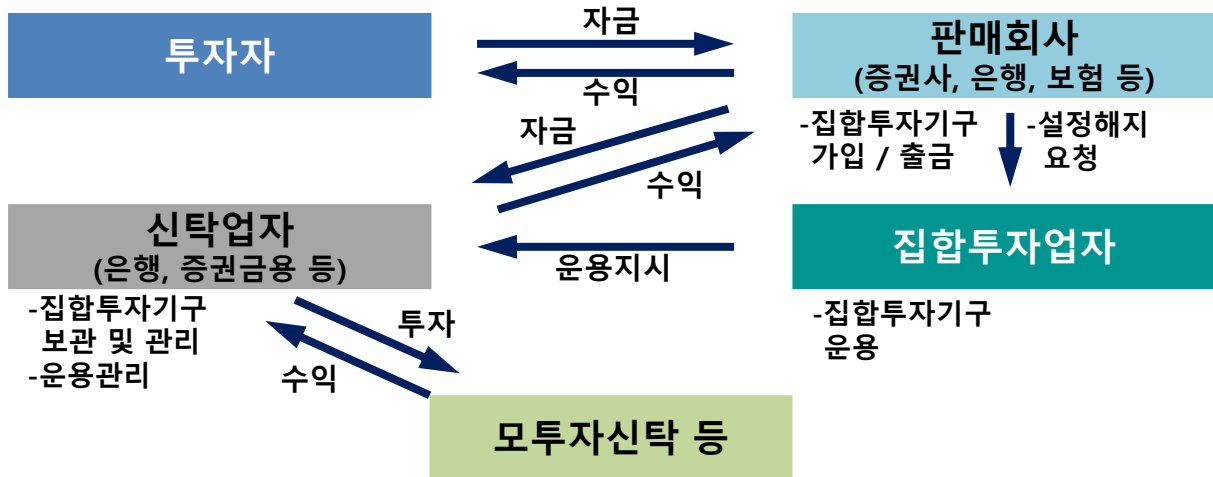 투자자
자금
수익
판매회사
(증권사, 은행, 보험 등)
자금
수익
-집합투자기구
가입 / 출금
-설정해지
요청
신탁업자
(은행, 증권금용 등)
운용지시
집합투자업자
-집합투자기구
보관 및 관리
-운용관리
투자
수익
-집합투자기구
운용
모투자신탁 등